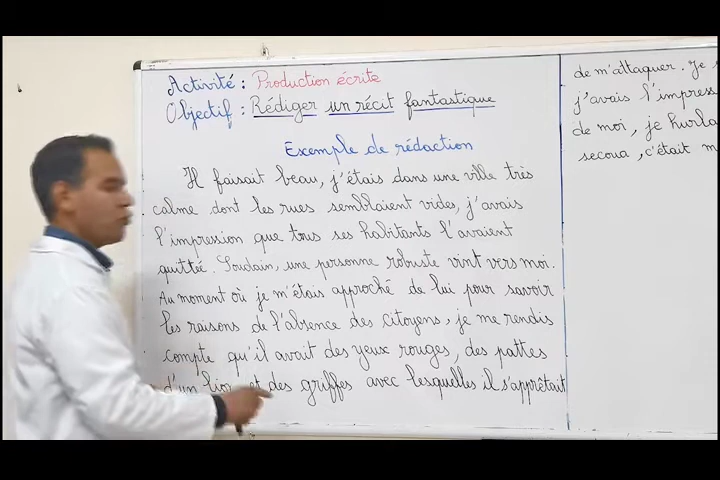 Activité : Production écrite
Objectif : Rédiger un récit fantastique
Exemple de rédaction
Il faisait beau, j'étais dans une ville très
calme dont les rues semblaient vides, j'avais
l'impression que tous ses habitants l'avaient
quittée. Soudain, une personne robuste vint vers moi.
Au moment où je m'étais approché de lui pour savoir
les raisons de l'absence des citoyens, je me rendis
compte qu'il avait des yeux rouges, des pattes
d'un lion et des griffes avec lesquelles il s'apprêtait
de m'attaquer. Je
j'avais l'impress
de moi, je hurla
secoua, c'était m